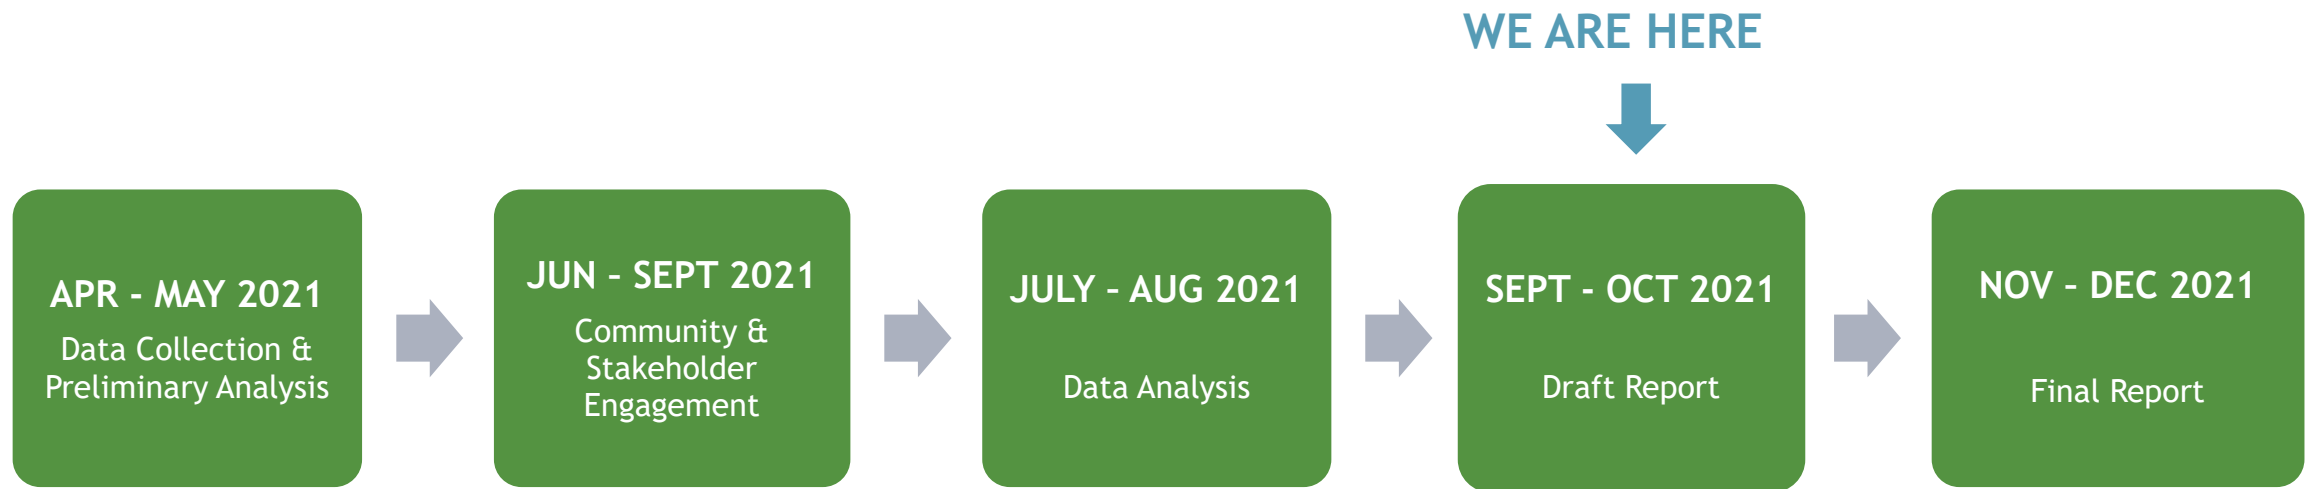 WE ARE HERE
APR - MAY 2021
Data Collection &
Preliminary Analysis
JUN – SEPT 2021
Community &
Stakeholder
Engagement
JULY – AUG 2021
Data Analysis
SEPT - OCT 2021
Draft Report
NOV – DEC 2021
Final Report